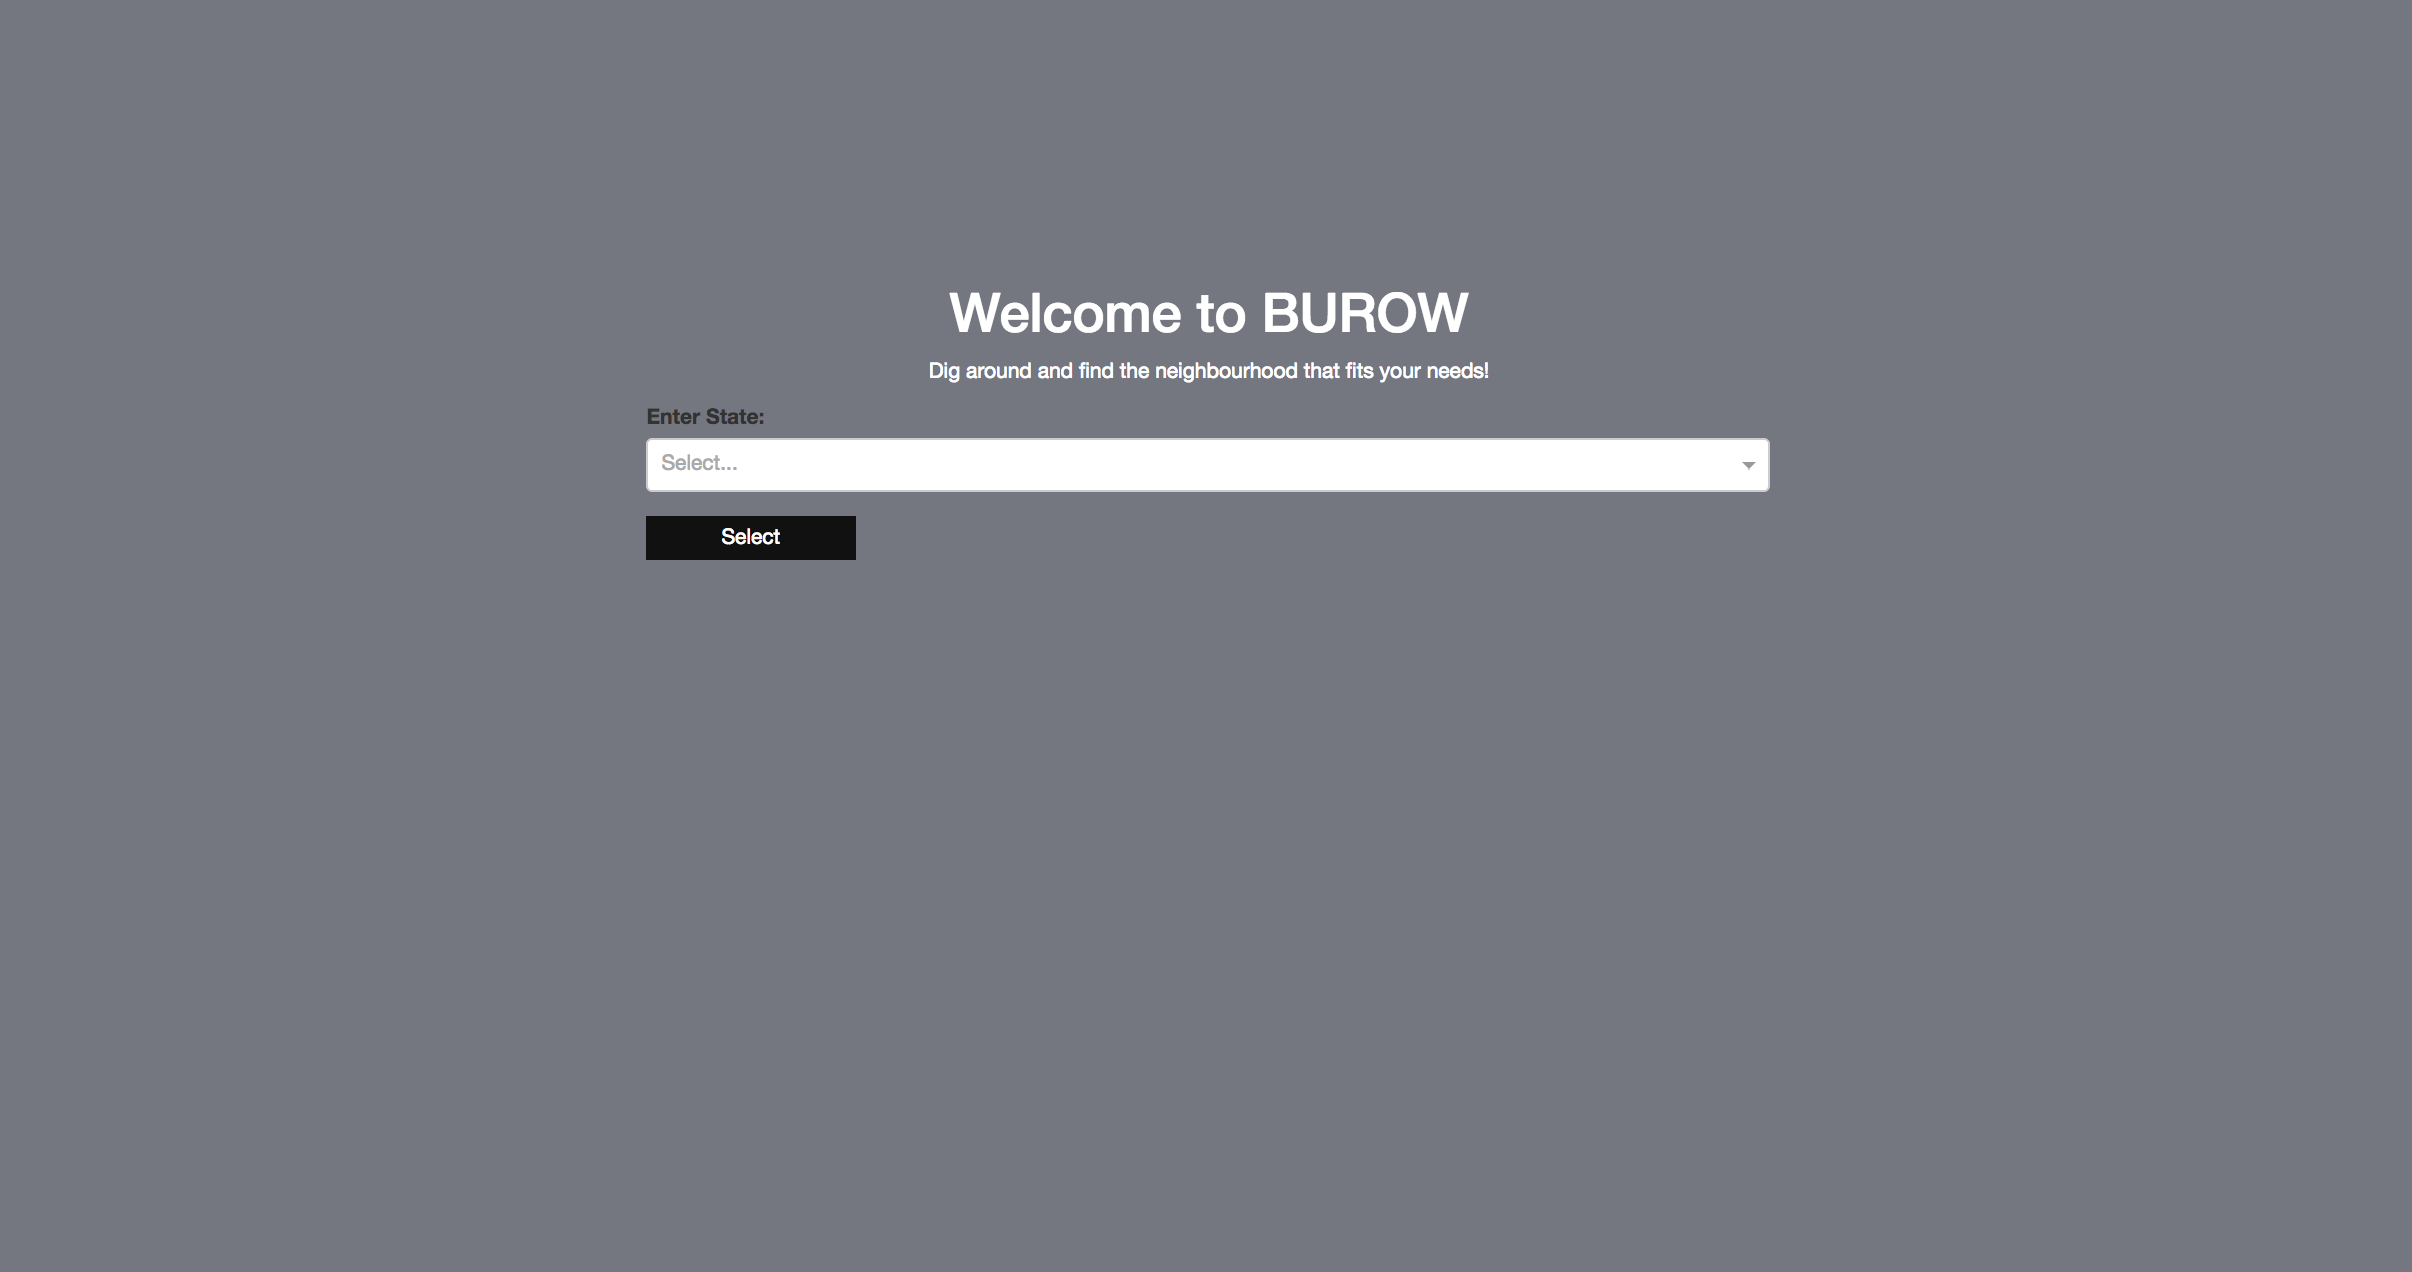 Welcome to BUROW
Dig around and find the neighbourhood that fits your needs!
Enter State:
Select...
Select